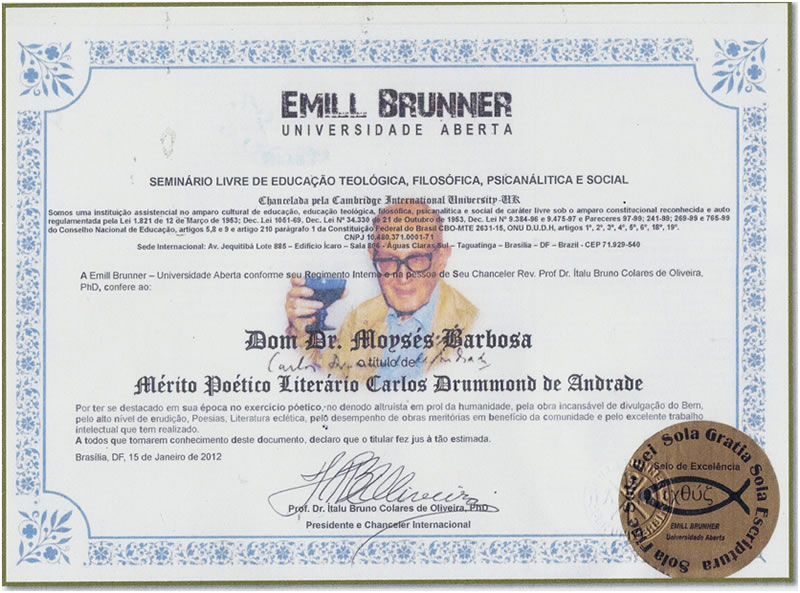 EMILL BRUNNER
UNIVERSIDADE ABERTA
SEMINÁRIO LIVRE DE EDUCAÇÃO TEOLÓGICA, FILOSÓFICA, PSICANÁLITICA E SOCIAL
Chancelada pela Cambridge International University-UK
Somos uma instituição assistencial no amparo cultural de educação, educação teológica, filosófica, psicanalítica e social de caráter livre sob o amparo constitucional reconhecida e auto
regulamentada pela Lei 1.821 de 12 de Março de 1953; Dec. Lei 1051-69, Dec. Lei Nº 34.330 de 21 de Outubro de 1953, Dec. Lei Nº 9.384-96 e 9.475-97 e Pareceres 97-99; 241-99; 269-99 e 765-99
do Conselho Nacional de Educação, artigos 5,8 e 9 e artigo 210 parágrafo 1 da Constituição Federal do Brasil CBO-MTE 2631-15, ONU D.U.D.H, artigos 1º, 2º, 3º, 4º, 5º, 6º, 18º, 19º.
CNPJ 10.480.371.0001-71
Sede Internacional: Av. Jequitibá Lote 885 – Edifício Ícaro – Sala 806 - Águas Claras Sul – Taguatinga – Brasília – DF – Brazil - CEP 71.929-540
A Emill Brunner – Universidade Aberta conforme seu Regimento Interno e na pessoa de Seu Chanceler Rev. Prof Dr. Ítalu Bruno Colares de Oliveira,
PhD, confere ao:
Dom Dr. Moysés Barbosa
Carlos Drummond de Andrade
o título de
Mérito Poético Literário Carlos Drummond de Andrade
Por ter se destacado em sua época no exercício póetico, no denodo altruista em prol da humanidade, pela obra incansável de divulgação do Bem,
pelo alto nível de erudição, Poesias, Literatura eclética, pelo desempenho de obras meritórias em benefício da comunidade e pelo excelente trabalho
intelectual que tem realizado.
A todos que tomarem conhecimento deste documento, declaro que o titular fez jus à tão estimada.
Brasília, DF, 15 de Janeiro de 2012
Prof. Dr. Ítalu Bruno Colares de Oliveira, PhD
Presidente e Chanceler Internacional
Sola Fide Sola Fei Sola Gratia Sola Escriptura
Selo de Excelência
ιχθύς
EMILL BRUNNER
Universidade Aberta